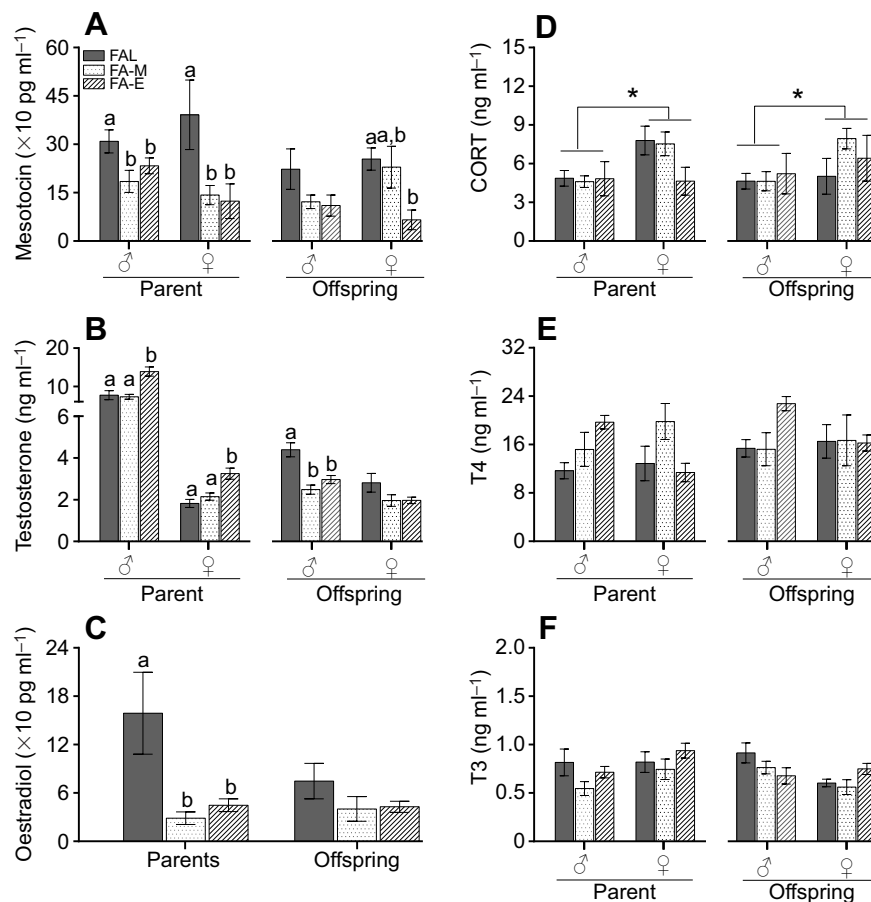 A
Mesotocin (×10 pg ml⁻¹)
60
45
30
15
0
FAL
FA-M
FA-E
a
b
b
a
b
b
a
a,b
b
♂
♀
♂
♀
Parent
Offspring
B
Testosterone (ng ml⁻¹)
20
10
6
4
2
0
a
a
b
a
a
b
a
b
b
♂
♀
♂
♀
Parent
Offspring
C
Oestradiol (×10 pg ml⁻¹)
24
18
12
6
0
a
b
b
Parents
Offspring
D
CORT (ng ml⁻¹)
15
12
9
6
3
0
*
*
♂
♀
♂
♀
Parent
Offspring
E
T4 (ng ml⁻¹)
32
24
16
8
0
♂
♀
♂
♀
Parent
Offspring
F
T3 (ng ml⁻¹)
2.0
1.5
1.0
0.5
0
♂
♀
♂
♀
Parent
Offspring